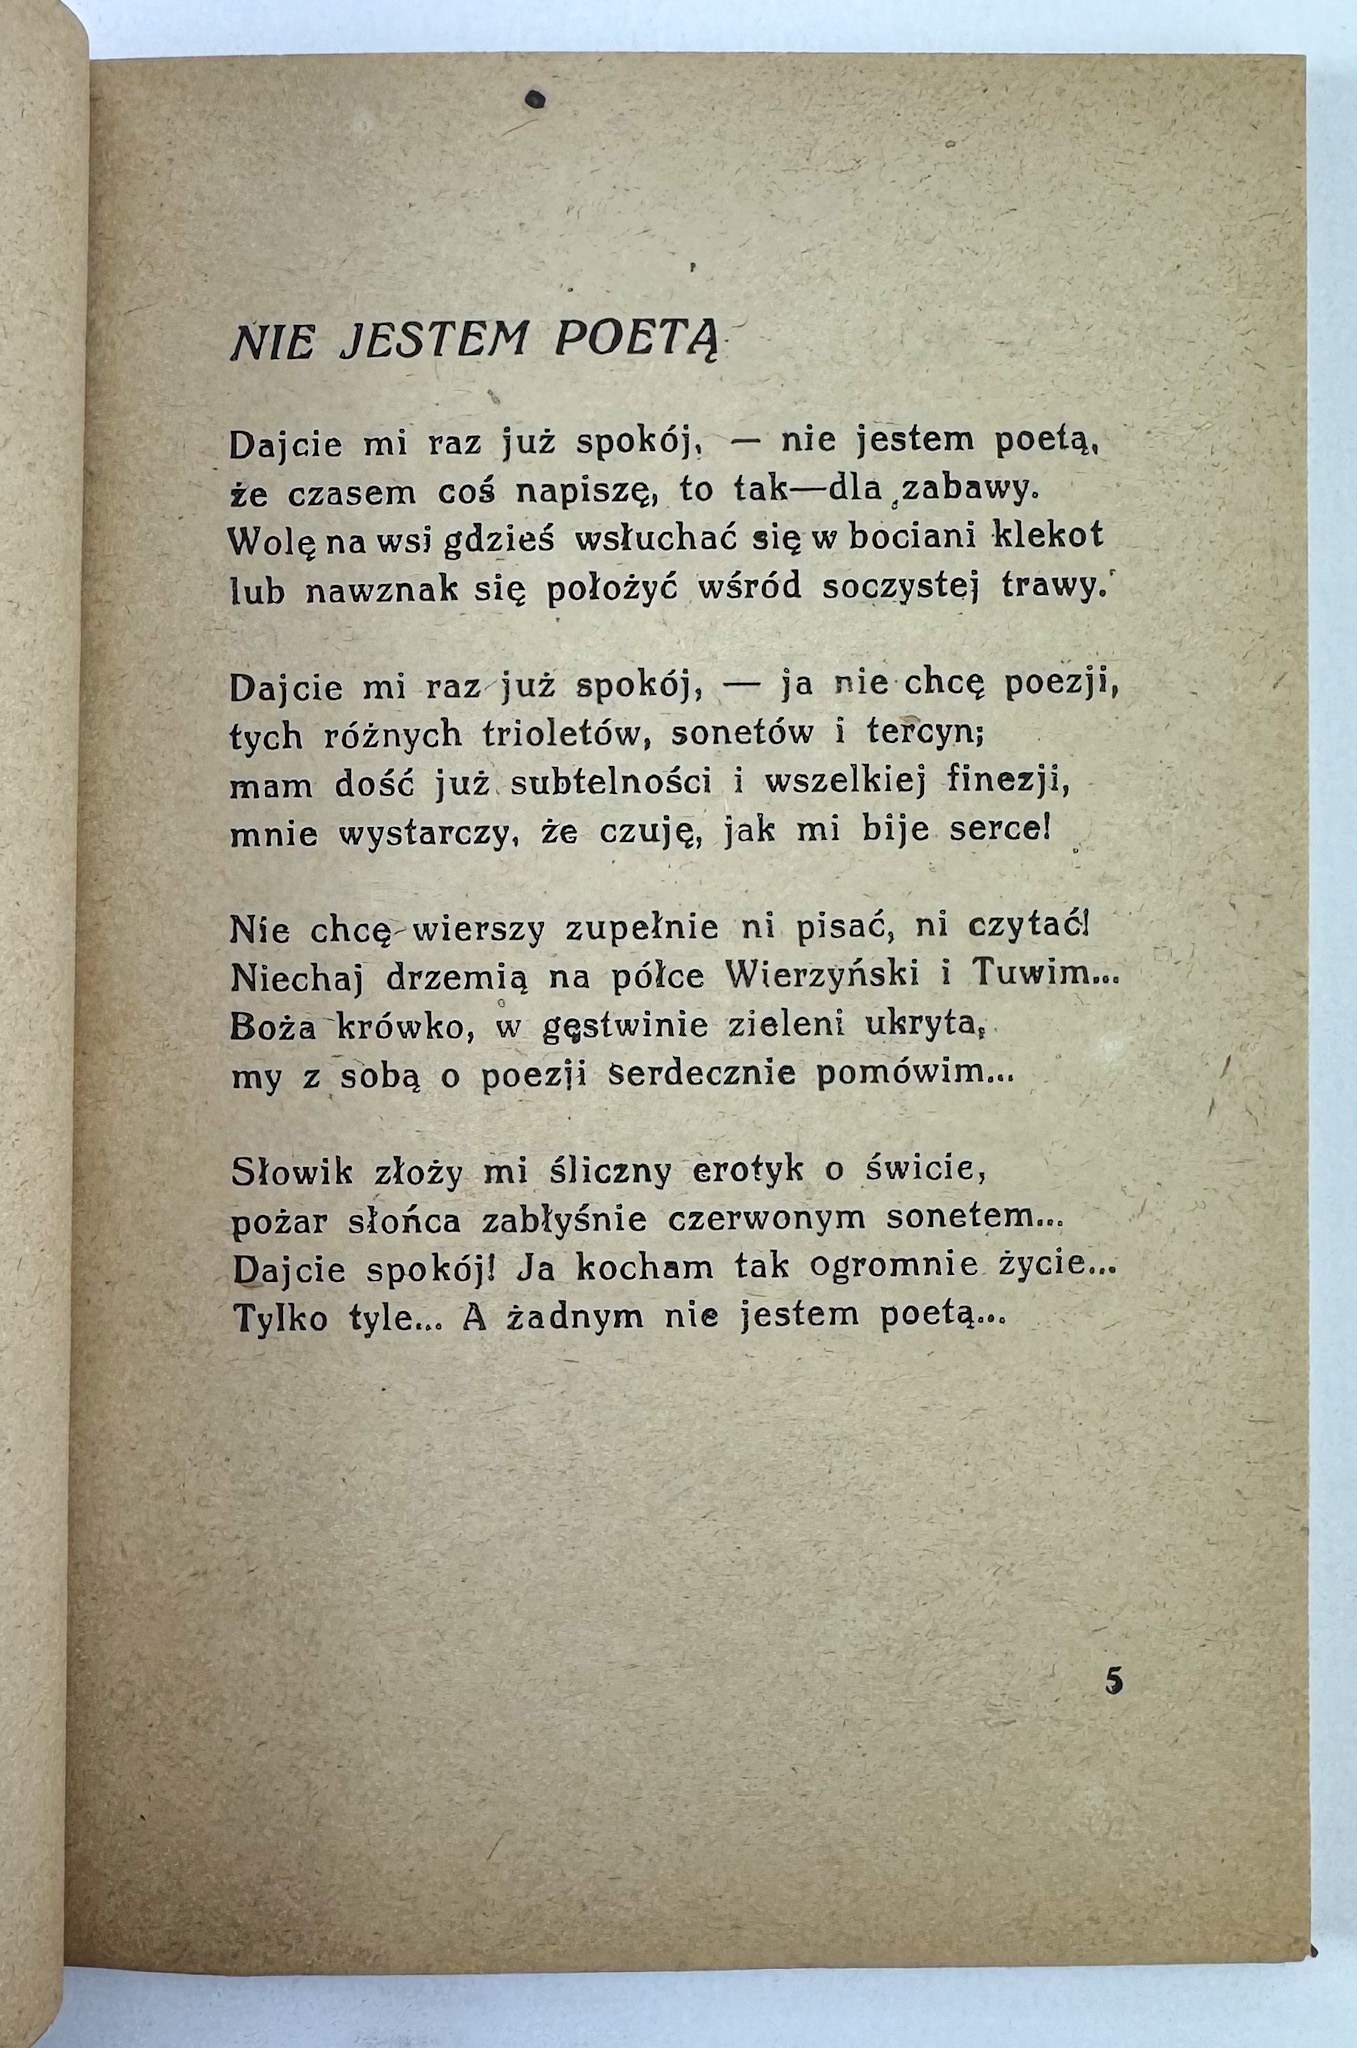 NIE JESTEM POETĄ
Dajcie mi raz już spokój, — nie jestem poetą,
że czasem coś napiszę, to tak—dla zabawy.
Wolę na wsi gdzieś wsłuchać się w bociani klekot
lub nawznak się położyć wśród soczystej trawy.
Dajcie mi raz już spokój, — ja nie chcę poezji,
tych różnych trioletów, sonetów i tercyn;
mam dość już subtelności i wszelkiej finezji,
mnie wystarczy, że czuję, jak mi bije serce!
Nie chcę wierszy zupełnie ni pisać, ni czytać!
Niechaj drzemią na półce Wierzyński i Tuwim...
Boża krówko, w gęstwinie zieleni ukryta,
my z sobą o poezji serdecznie pomówim...
Słowik złoży mi śliczny erotyk o świcie,
pożar słońca zabłyśnie czerwonym sonetem...
Dajcie spokój! Ja kocham tak ogromnie życie...
Tylko tyle... A żadnym nie jestem poetą...
5